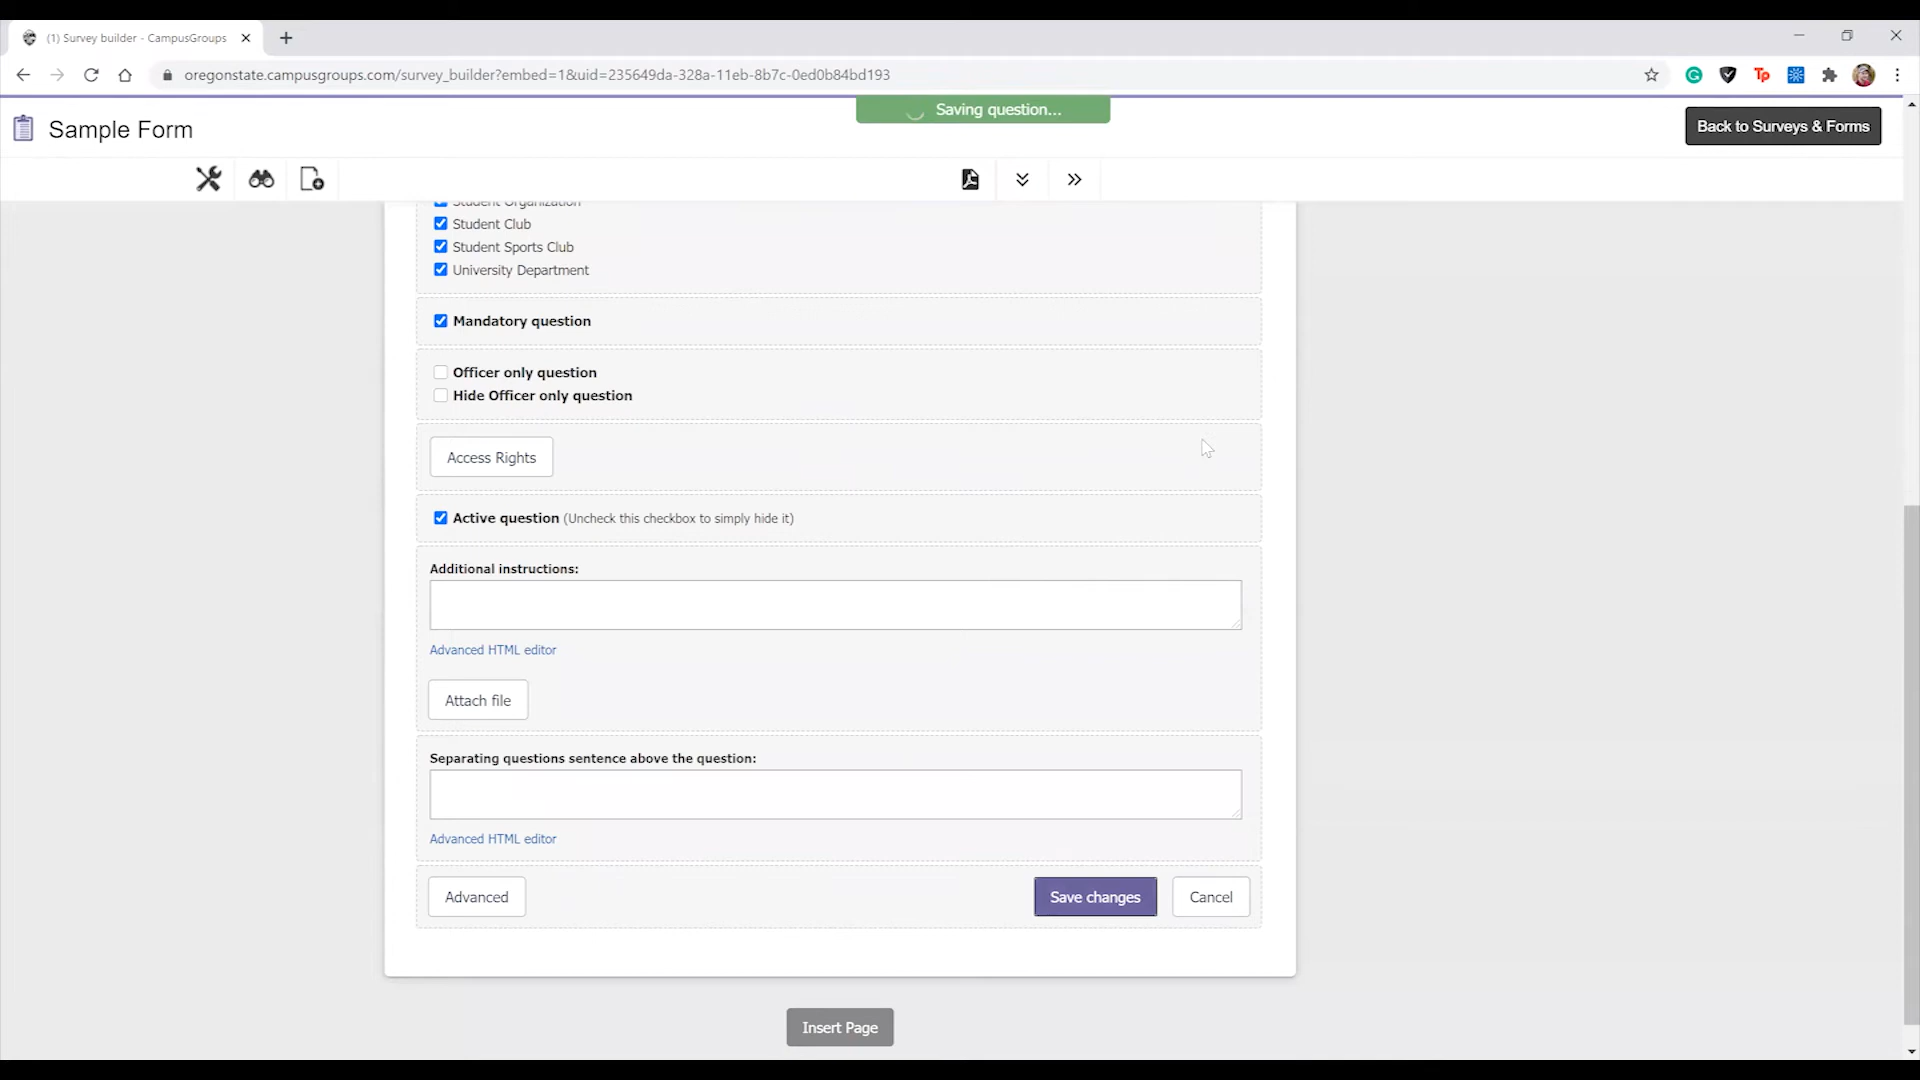 (1) Survey builder - CampusGroups
oregonstate.campusgroups.com/survey_builder?embed=1&uid=235649da-328a-11eb-8b7c-0ed0b84bd193
Tp
Saving question...
Sample Form
Back to Surveys & Forms
Student Organization
Student Club
Student Sports Club
University Department
Mandatory question
Officer only question
Hide Officer only question
Access Rights
Active question (Uncheck this checkbox to simply hide it)
Additional instructions:
Advanced HTML editor
Attach file
Separating questions sentence above the question:
Advanced HTML editor
Advanced
Save changes
Cancel
Insert Page